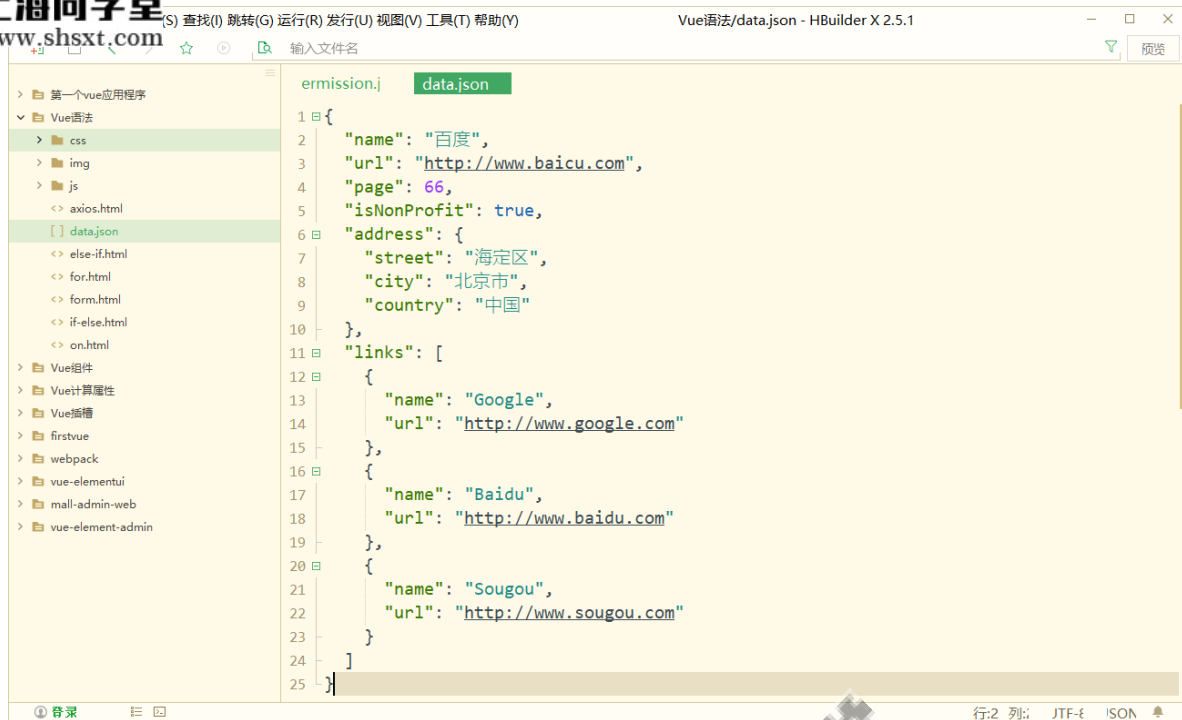 上海尚学堂
www.shsxt.com
(S) 查找(I) 跳转(G) 运行(R) 发行(U) 视图(V) 工具(T) 帮助(Y)
Vue语法/data.json - HBuilder X 2.5.1
输入文件名
预览
第一个vue应用程序
Vue语法
css
img
js
axios.html
data.json
else-if.html
for.html
form.html
if-else.html
on.html
Vue组件
Vue计算属性
Vue插槽
firstvue
webpack
vue-elementui
mall-admin-web
vue-element-admin
ermission.j
data.json
1 {
2 "name": "百度",
3 "url": "http://www.baicu.com",
4 "page": 66,
5 "isNonProfit": true,
6 "address": {
7 "street": "海定区",
8 "city": "北京市",
9 "country": "中国"
10 },
11 "links": [
12 {
13 "name": "Google",
14 "url": "http://www.google.com"
15 },
16 {
17 "name": "Baidu",
18 "url": "http://www.baidu.com"
19 },
20 {
21 "name": "Sougou",
22 "url": "http://www.sougou.com"
23 }
24 ]
25 }
登录
行:2 列: